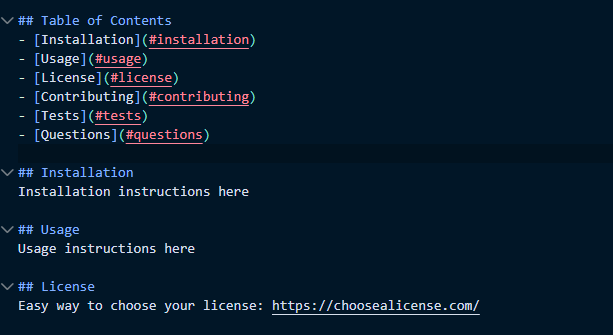 ## Table of Contents
- [Installation](#installation)
- [Usage](#usage)
- [License](#license)
- [Contributing](#contributing)
- [Tests](#tests)
- [Questions](#questions)
## Installation
Installation instructions here
## Usage
Usage instructions here
## License
Easy way to choose your license: https://choosealicense.com/